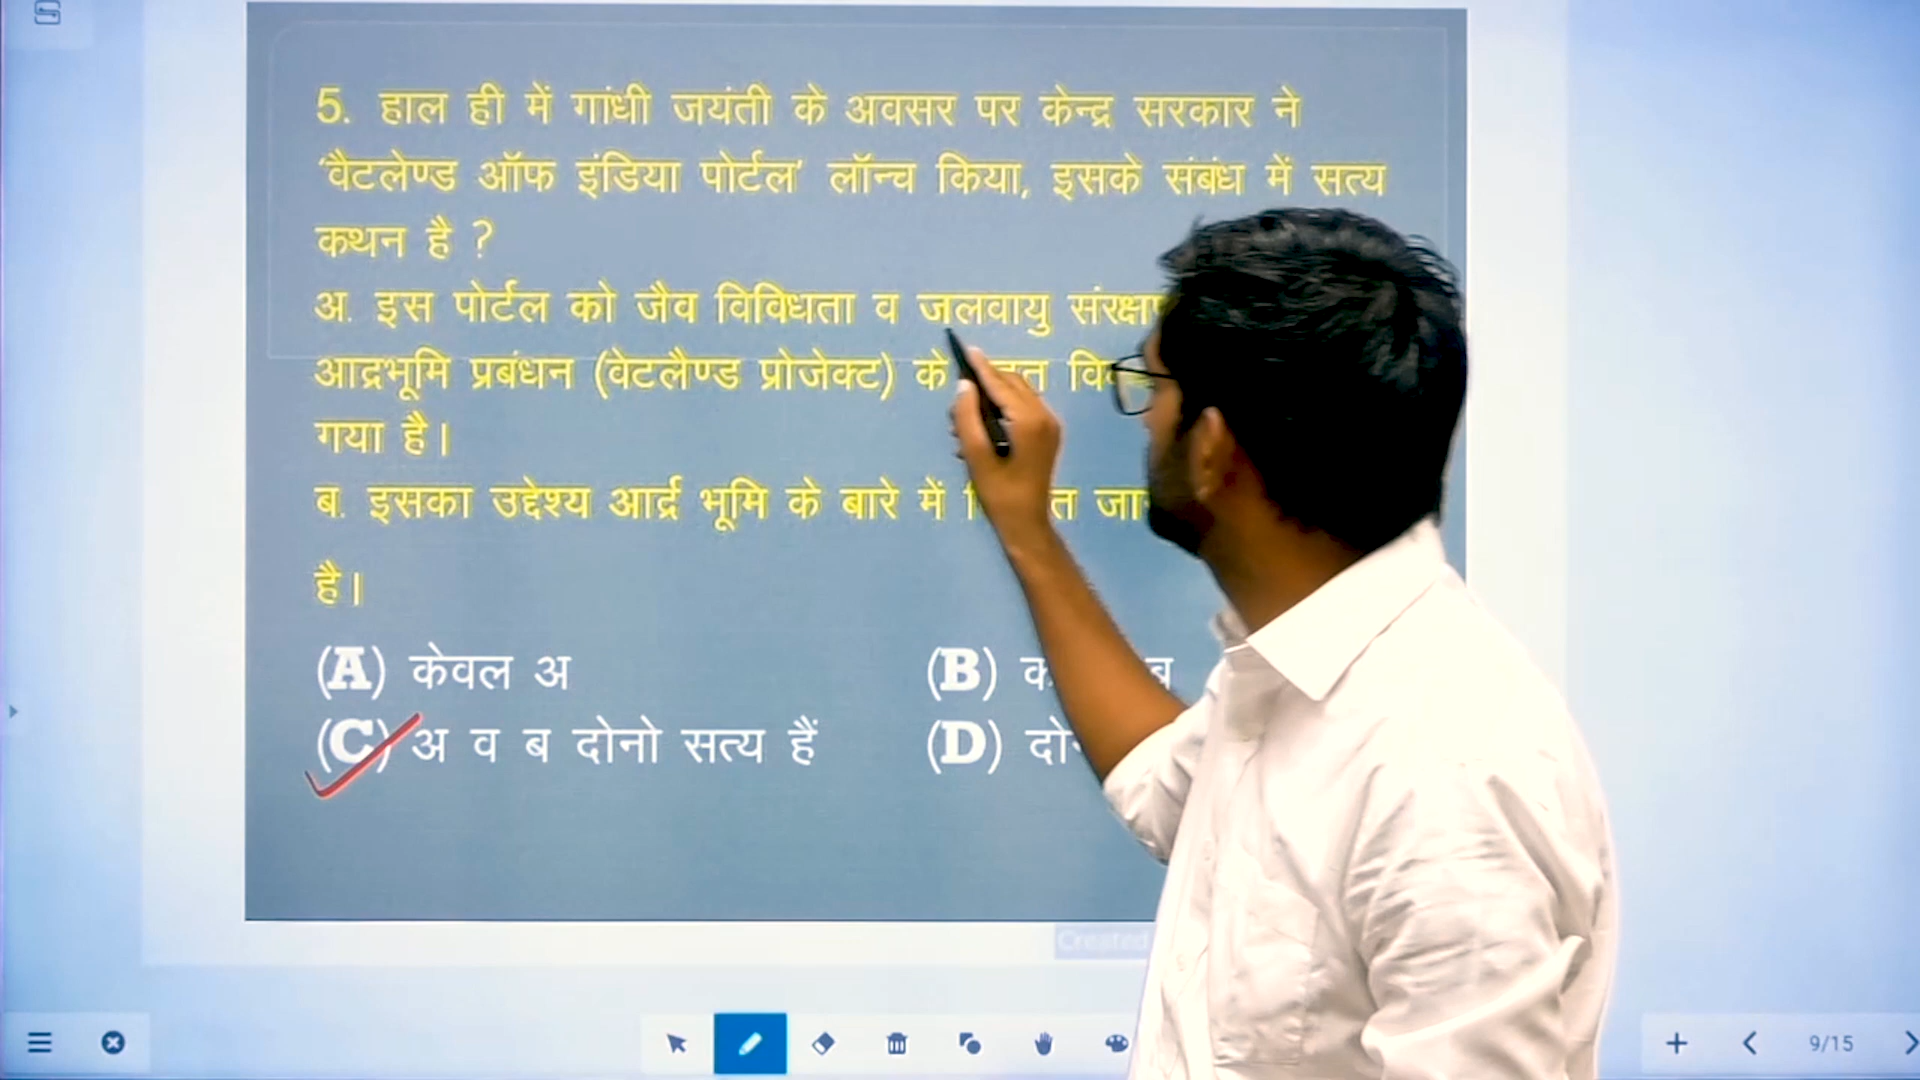 5. हाल ही में गांधी जयंती के अवसर पर केन्द्र सरकार ने
'वैटलेण्ड ऑफ इंडिया पोर्टल' लॉन्च किया, इसके संबंध में सत्य
कथन है ?
अ. इस पोर्टल को जैव विविधता व जलवायु
आद्रभूमि प्रबंधन (वेटलैण्ड प्रोजेक्ट) के
गया है।
ब. इसका उद्देश्य आर्द्र भूमि के बारे में
है।
(A) केवल अ (B) ब
(C) अ व ब दोनो सत्य हैं (D)
Created
9/15